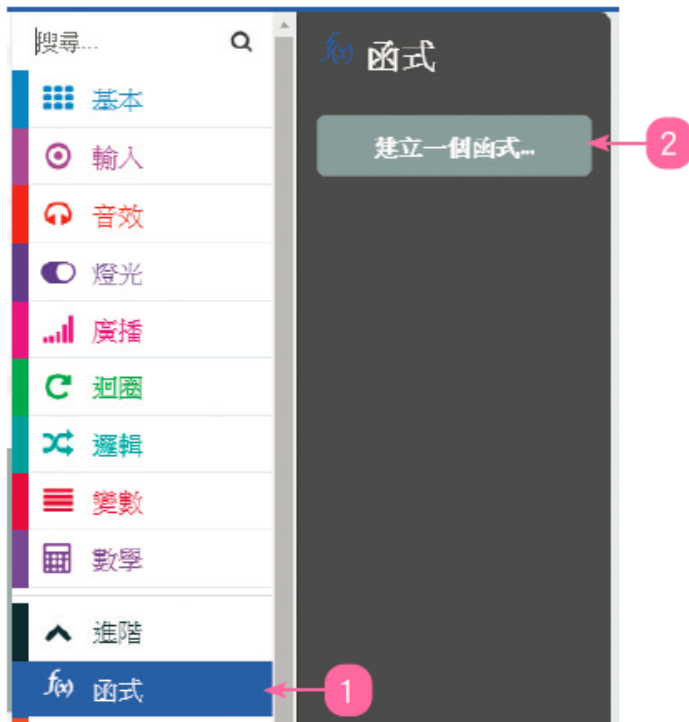 搜尋...
基本
輸入
音效
燈光
廣播
迴圈
邏輯
變數
數學
進階
f(x) 函式
1
f(x) 函式
建立一個函式...
2